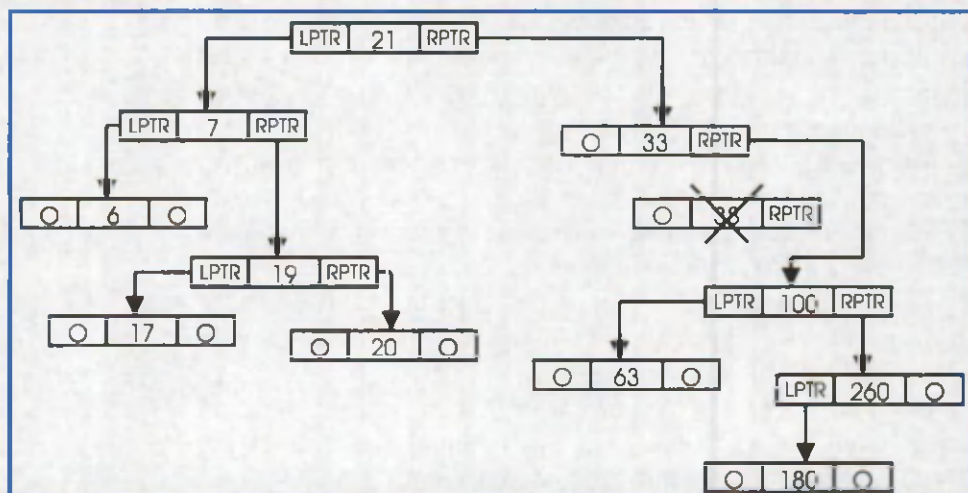 LPTR 21 RPTR
LPTR 7 RPTR
O 33 RPTR
O 6 O
O 38 RPTR
LPTR 19 RPTR
LPTR 100 RPTR
O 17 O
O 20 O
O 63 O
LPTR 260 O
O 180 O